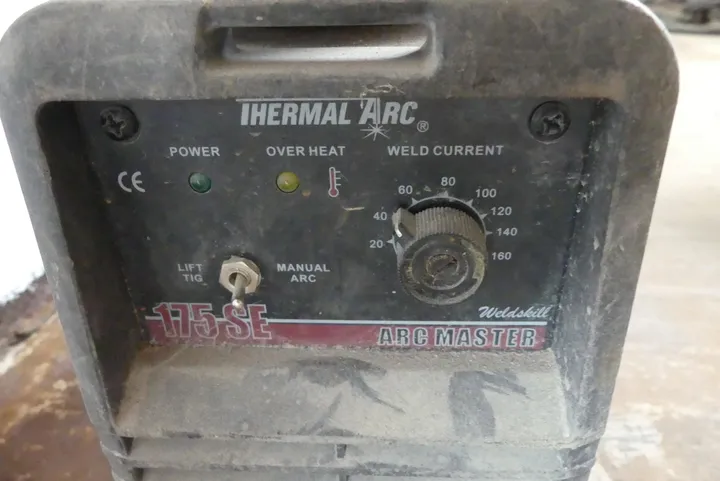 THERMAL ARC®
POWER
OVER HEAT
WELD CURRENT
CE
20
40
60
80
100
120
140
160
LIFT
TIG
MANUAL
ARC
175 SE
Weldskill
ARC MASTER